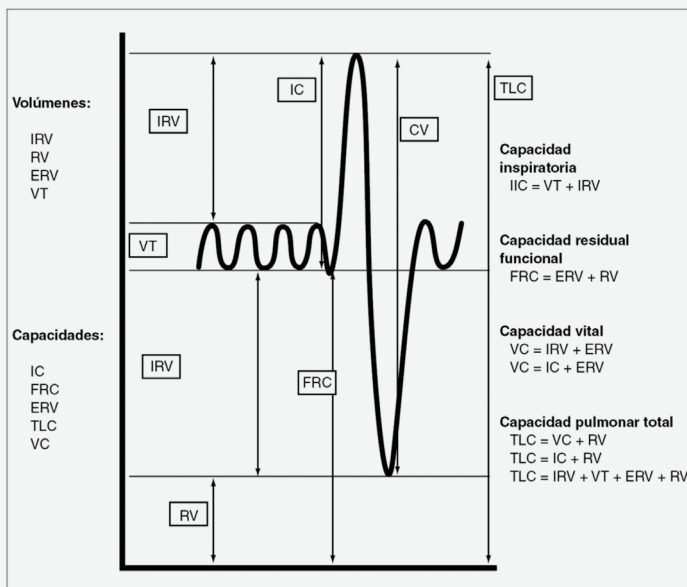 Volúmenes:
IRV
RV
ERV
VT
Capacidades:
IC
FRC
ERV
TLC
VC
IRV
VT
IRV
RV
IC
FRC
CV
TLC
Capacidad
inspiratoria
IIC = VT + IRV
Capacidad residual
funcional
FRC = ERV + RV
Capacidad vital
VC = IRV + ERV
VC = IC + ERV
Capacidad pulmonar total
TLC = VC + RV
TLC = IC + RV
TLC = IRV + VT + ERV + RV